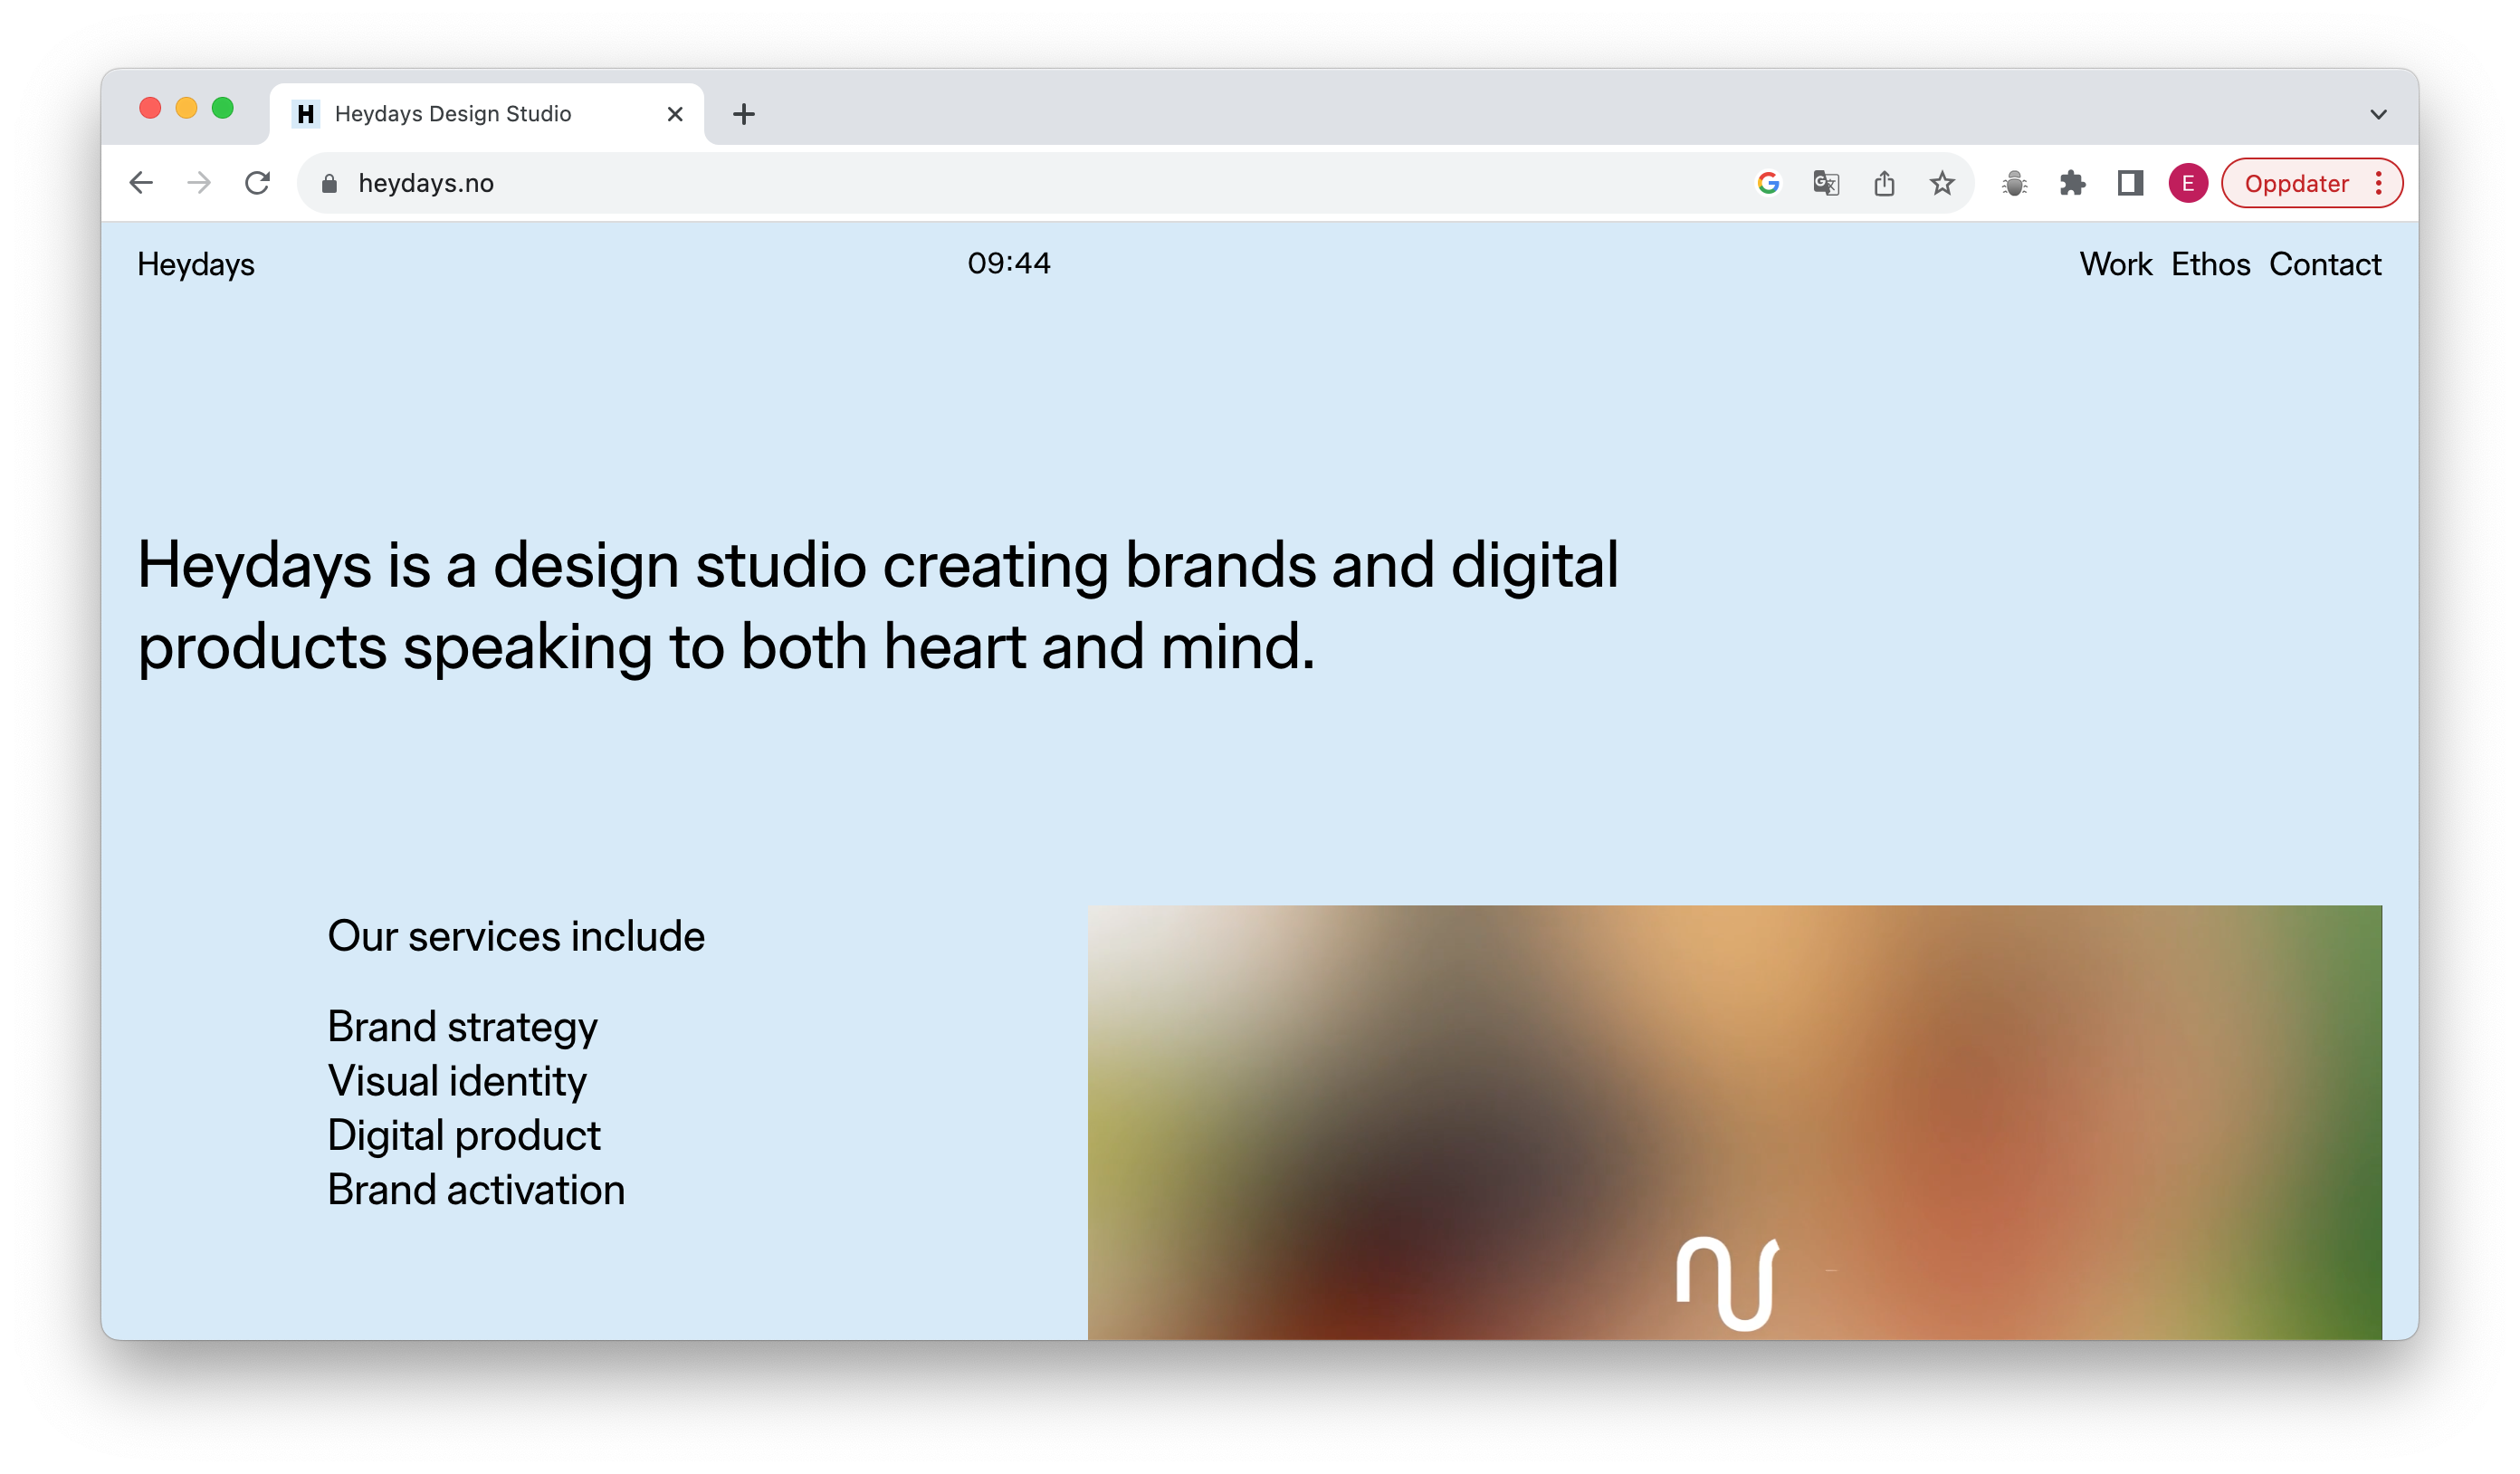 H Heydays Design Studio
heydays.no
E Oppdater
Heydays 09:44 Work Ethos Contact
Heydays is a design studio creating brands and digital
products speaking to both heart and mind.
Our services include
Brand strategy
Visual identity
Digital product
Brand activation